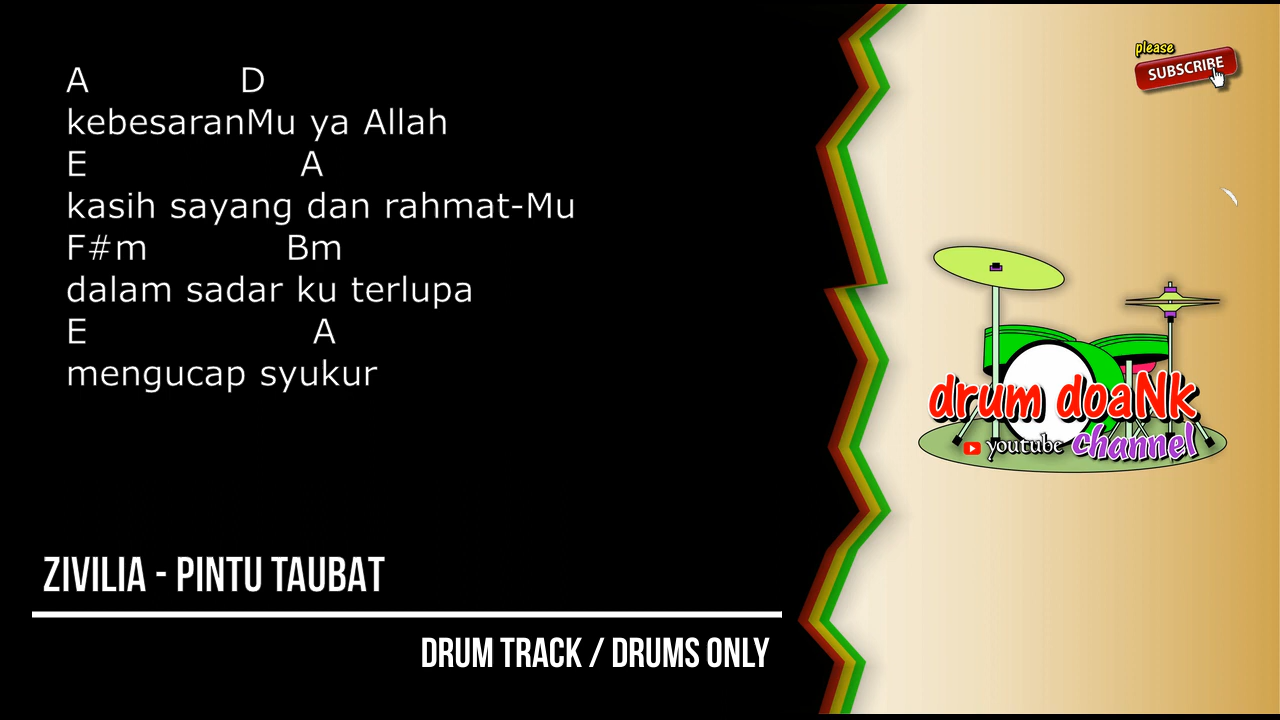 A D
kebesaranMu ya Allah
E A
kasih sayang dan rahmat-Mu
F#m Bm
dalam sadar ku terlupa
E A
mengucap syukur
ZIVILIA - PINTU TAUBAT
DRUM TRACK / DRUMS ONLY
please
SUBSCRIBE
drum doaNk
youtube channel